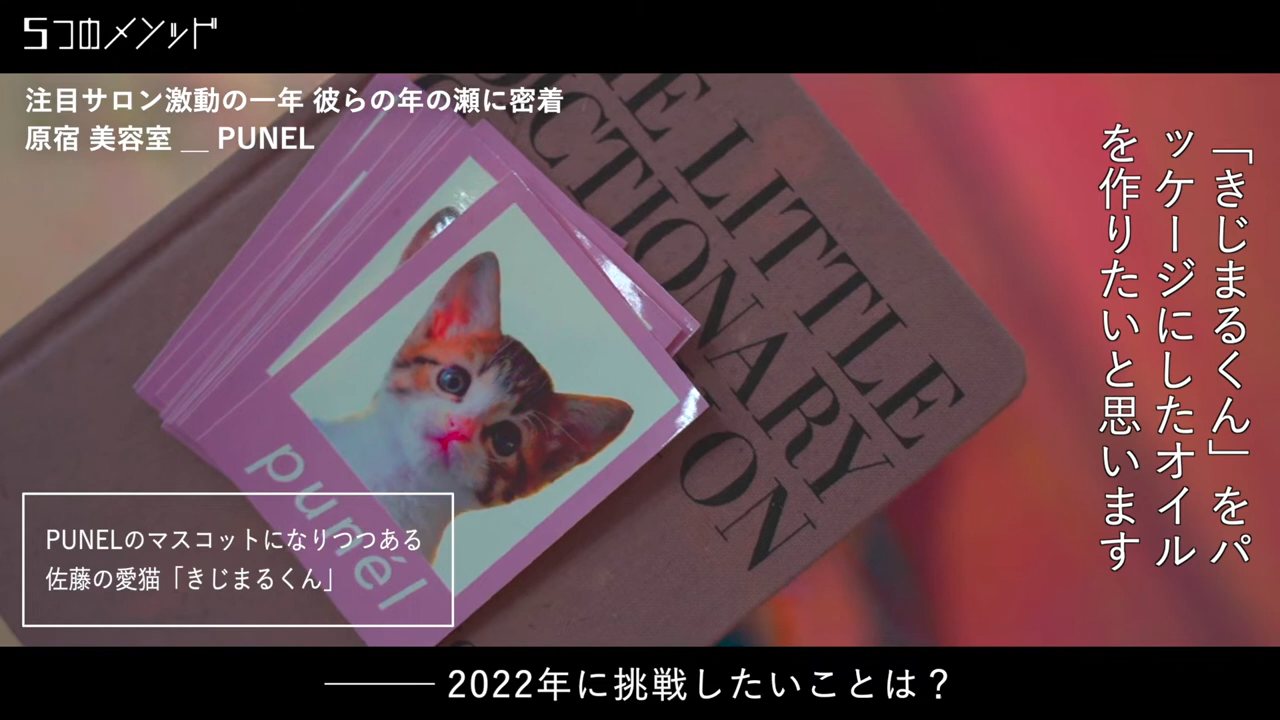 5つのメソッド
注目サロン激動の一年 彼らの年の瀬に密着
原宿 美容室 __ PUNEL
「きじまるくん」をパ
ッケージにしたオイル
を作りたいと思います
LITTLE
DICTIONARY
ON
punél
PUNELのマスコットになりつつある
佐藤の愛猫「きじまるくん」
―――― 2022年に挑戦したいことは？